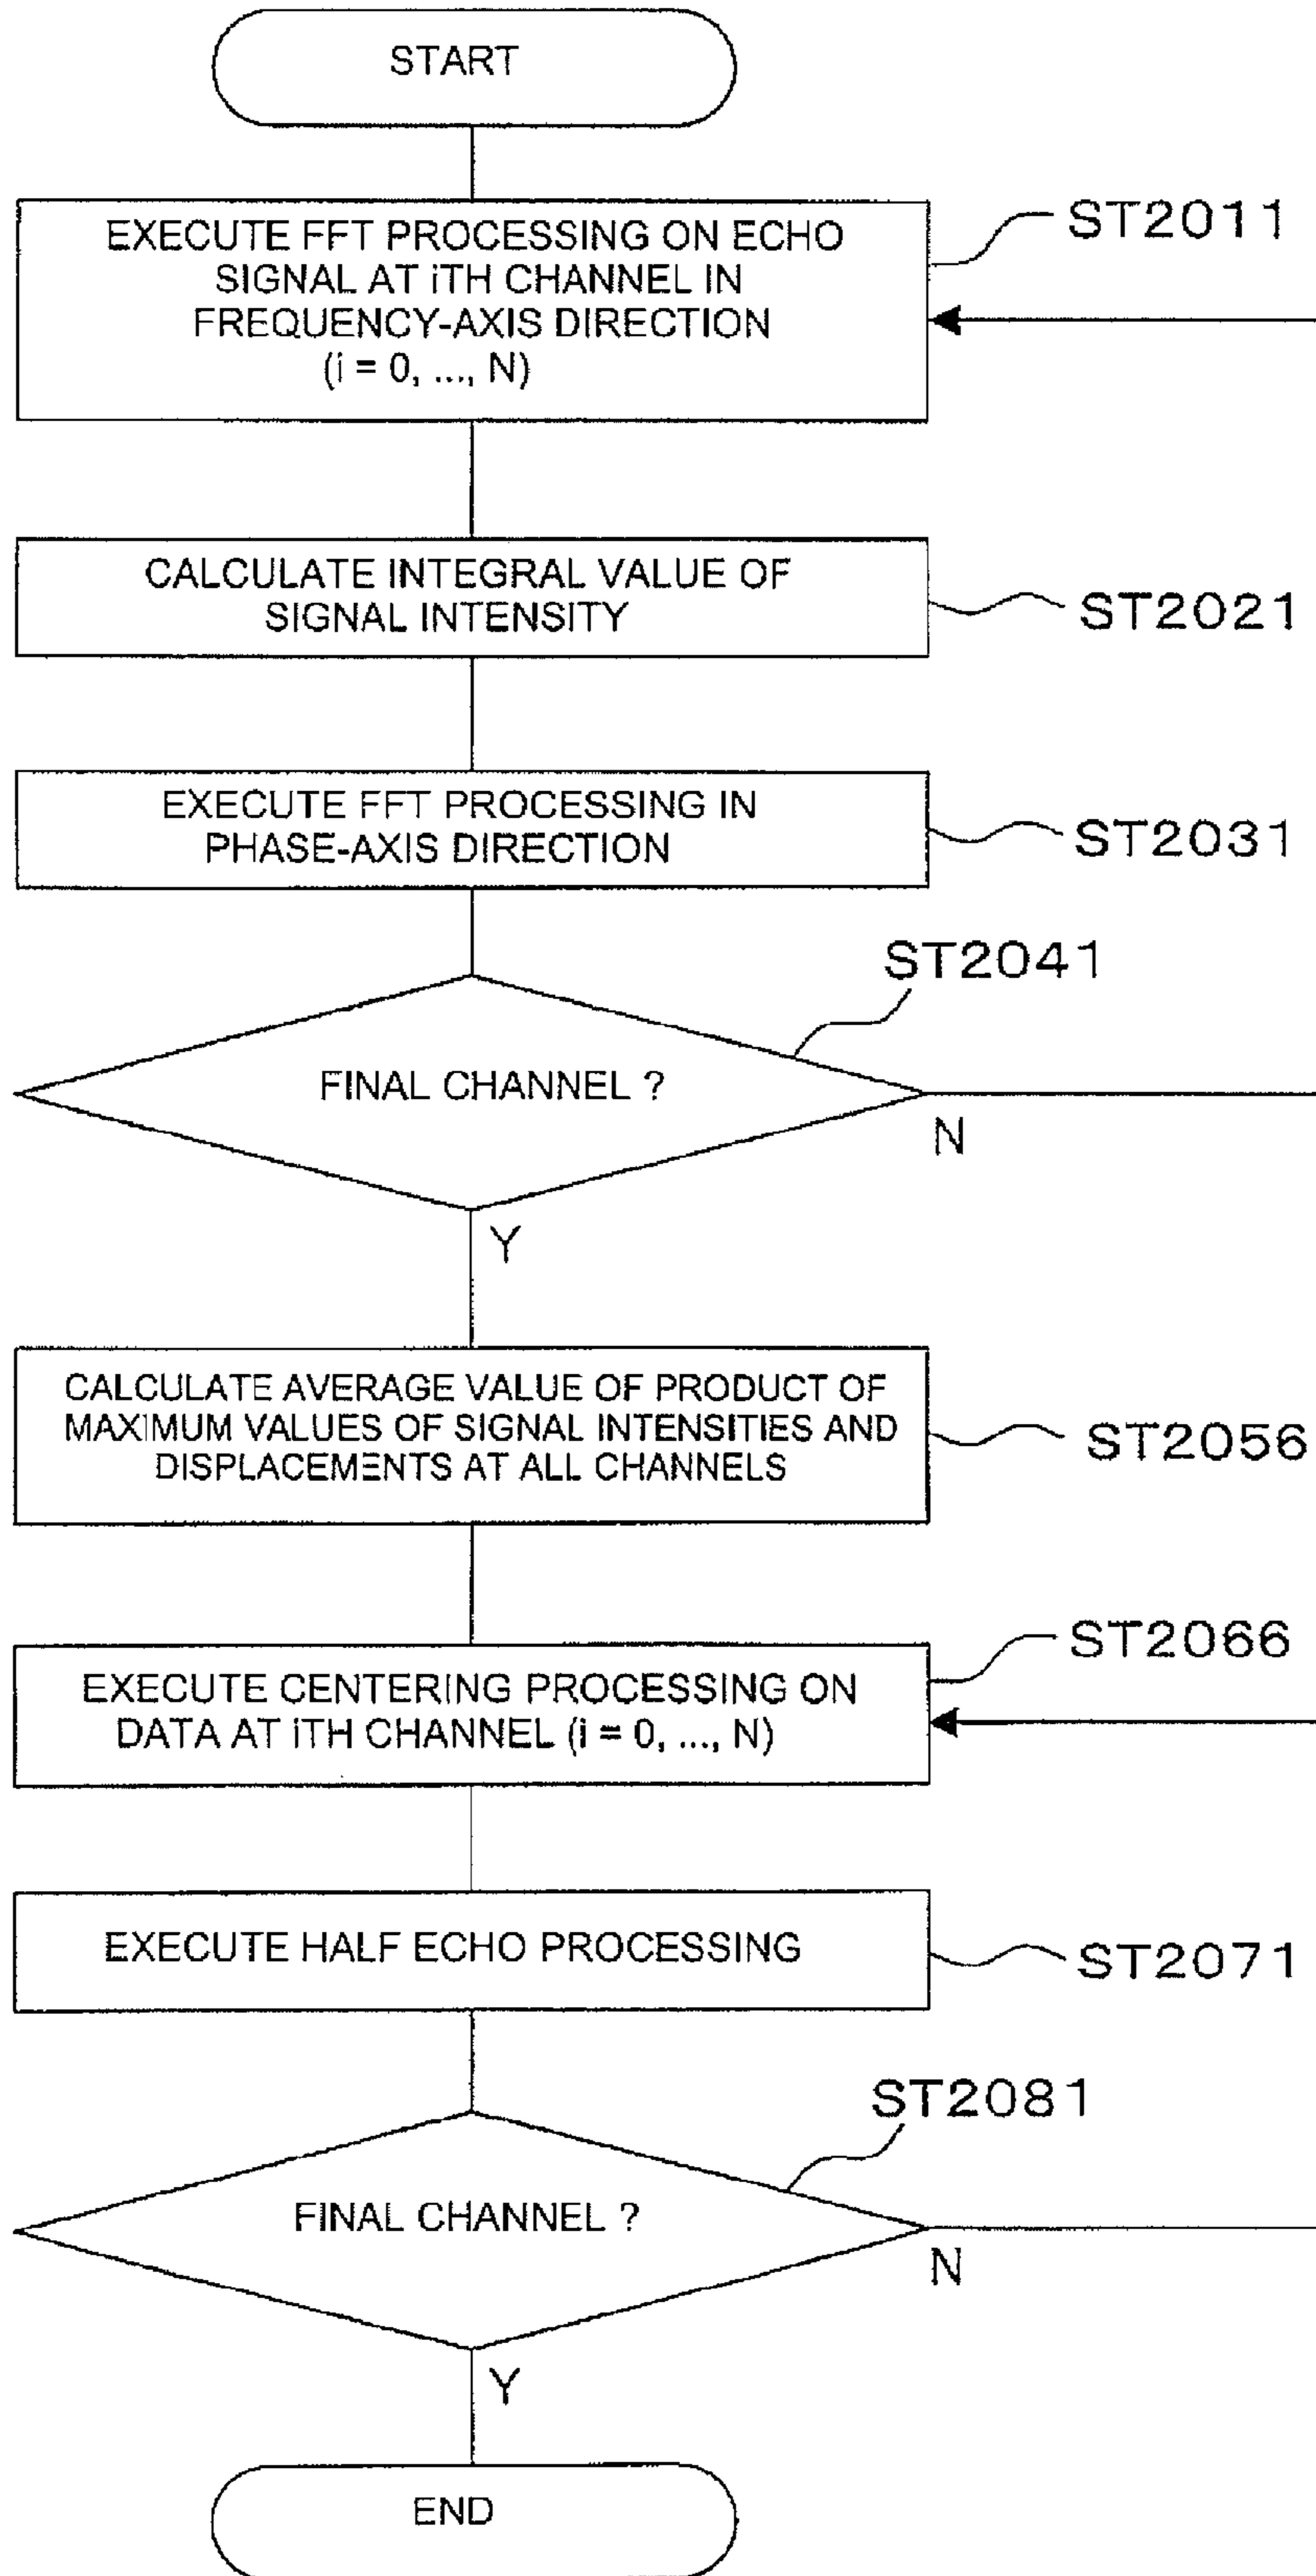 START
EXECUTE FFT PROCESSING ON ECHO
SIGNAL AT iTH CHANNEL IN
FREQUENCY-AXIS DIRECTION
(i = 0, ..., N)
ST2011
CALCULATE INTEGRAL VALUE OF
SIGNAL INTENSITY
ST2021
EXECUTE FFT PROCESSING IN
PHASE-AXIS DIRECTION
ST2031
ST2041
FINAL CHANNEL ?
N
Y
CALCULATE AVERAGE VALUE OF PRODUCT OF
MAXIMUM VALUES OF SIGNAL INTENSITIES AND
DISPLACEMENTS AT ALL CHANNELS
ST2056
ST2066
EXECUTE CENTERING PROCESSING ON
DATA AT iTH CHANNEL (i = 0, ..., N)
EXECUTE HALF ECHO PROCESSING
ST2071
ST2081
FINAL CHANNEL ?
N
Y
END